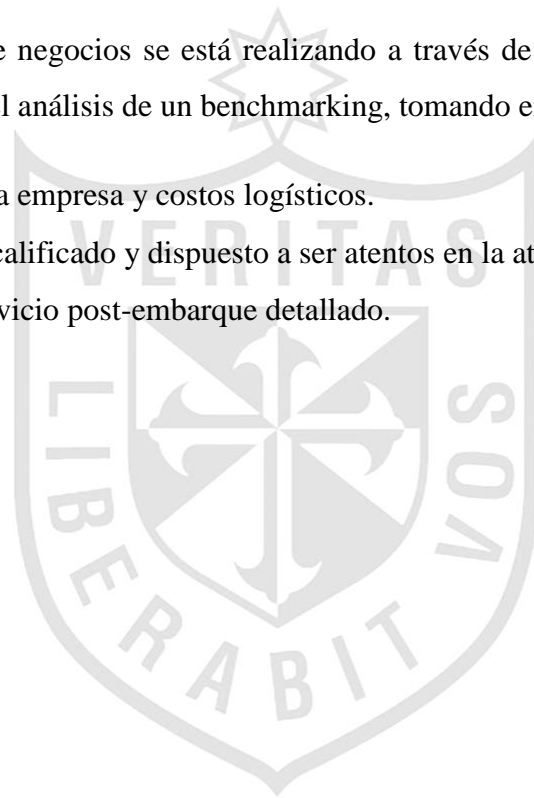 e negocios se está realizando a través de
el análisis de un benchmarking, tomando e
a empresa y costos logísticos.
calificado y dispuesto a ser atentos en la at
vicio post-embarque detallado.
VERITAS
LIBERABIT
VOS